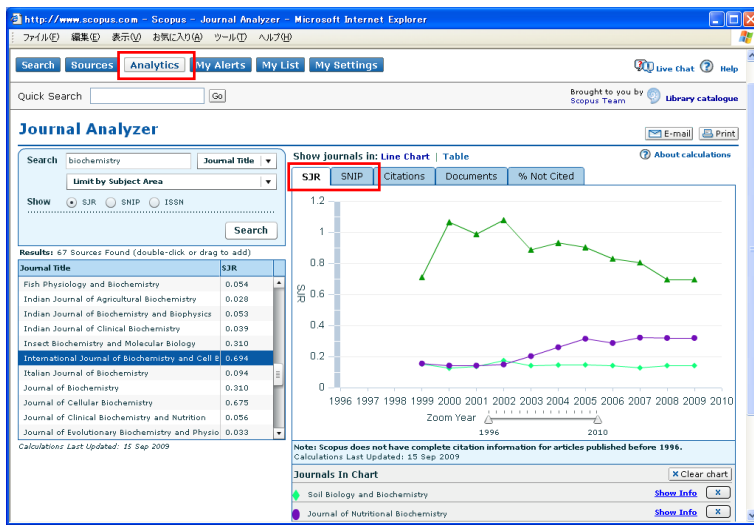 http://www.scopus.com - Scopus - Journal Analyzer - Microsoft Internet Explorer
ファイル(F) 編集(E) 表示(V) お気に入り(A) ツール(T) ヘルプ(H)
Search Sources Analytics My Alerts My List My Settings Live Chat Help
Quick Search Go Brought to you by Scopus Team Library catalogue
Journal Analyzer E-mail Print
Search biochemistry Journal Title
Limit by Subject Area
Show SJR SNIP ISSN
Search
Results: 67 Sources Found (double-click or drag to add)
Journal Title SJR
Fish Physiology and Biochemistry 0.054
Indian Journal of Agricultural Biochemistry 0.028
Indian Journal of Biochemistry and Biophysics 0.053
Indian Journal of Clinical Biochemistry 0.039
Insect Biochemistry and Molecular Biology 0.310
International Journal of Biochemistry and Cell B 0.694
Italian Journal of Biochemistry 0.094
Journal of Biochemistry 0.310
Journal of Cellular Biochemistry 0.675
Journal of Clinical Biochemistry and Nutrition 0.056
Journal of Evolutionary Biochemistry and Physio 0.033
Calculations Last Updated: 15 Sep 2009
Show journals in: Line Chart | Table About calculations
SJR SNIP Citations Documents % Not Cited
1.2
1
0.8
0.6
0.4
0.2
0
SJR
1996 1997 1998 1999 2000 2001 2002 2003 2004 2005 2006 2007 2008 2009 2010
Zoom Year
1996 2010
Note: Scopus does not have complete citation information for articles published before 1996.
Calculations Last Updated: 15 Sep 2009
Journals In Chart × Clear chart
Soil Biology and Biochemistry Show Info ×
Journal of Nutritional Biochemistry Show Info ×